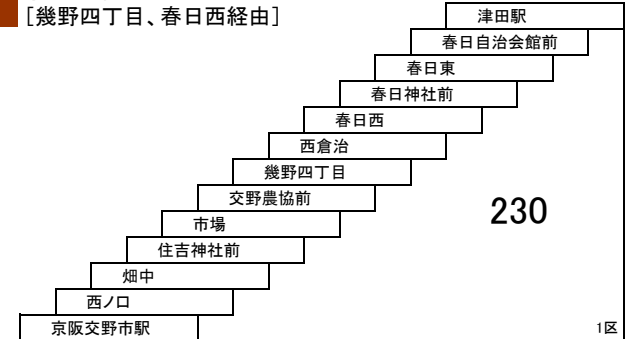 [幾野四丁目、春日西経由]
津田駅
春日自治会館前
春日東
春日神社前
春日西
西倉治
幾野四丁目
交野農協前
市場
230
住吉神社前
畑中
西ノ口
京阪交野市駅
1区